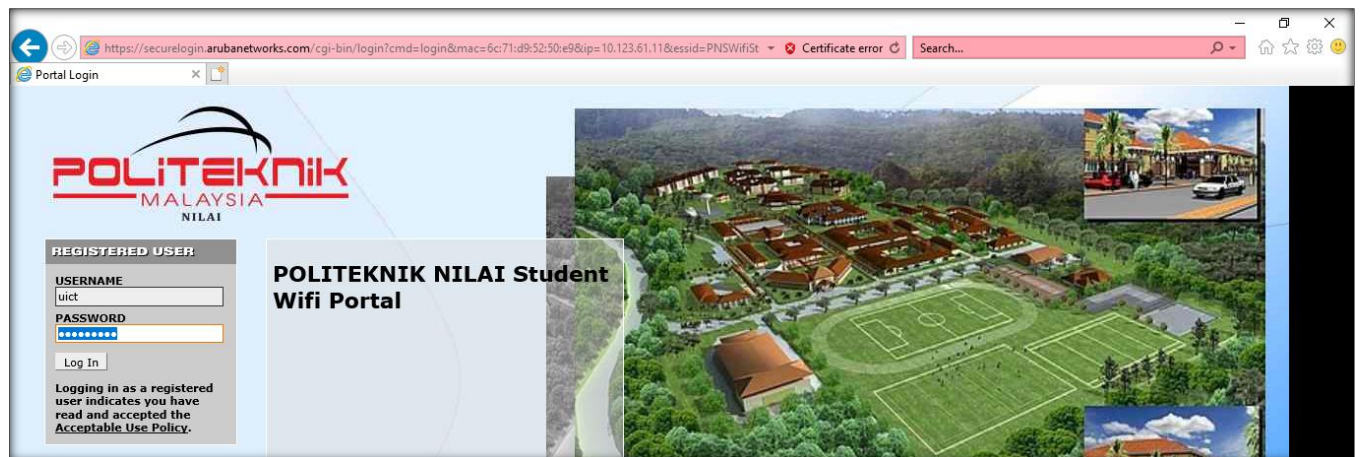 https://securelogin.arubanetworks.com/cgi-bin/login?cmd=login&mac=6c:71:d9:52:50:e9&ip=10.123.61.11&essid=PNSWifiSt
Certificate error
Search...
Portal Login
POLiTEKNiK
MALAYSIA
NILAI
REGISTERED USER
USERNAME
uict
PASSWORD
•••••••••
Log In
Logging in as a registered
user indicates you have
read and accepted the
Acceptable Use Policy.
POLITEKNIK NILAI Student
Wifi Portal